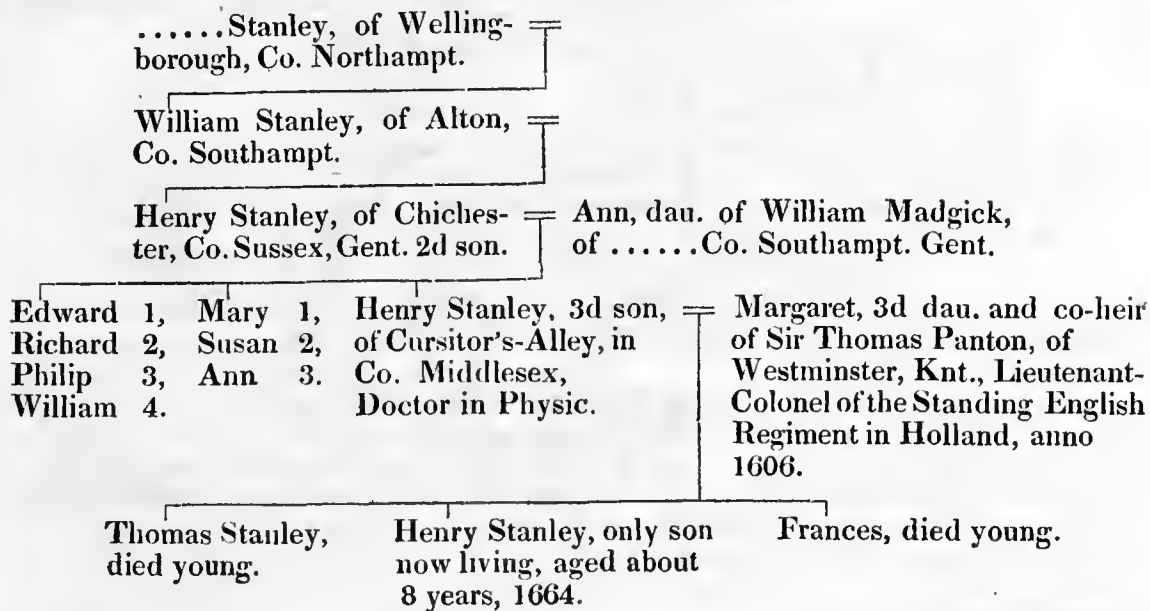 ......Stanley, of Welling-
borough, Co. Northampt.
William Stanley, of Alton,
Co. Southampt.
Henry Stanley, of Chiches-
ter, Co. Sussex, Gent. 2d son.
Ann, dau. of William Madgick,
of ......Co. Southampt. Gent.
Edward 1,
Richard 2,
Philip 3,
William 4.
Mary 1,
Susan 2,
Ann 3.
Henry Stanley, 3d son,
of Cursitor's-Alley, in
Co. Middlesex,
Doctor in Physic.
Margaret, 3d dau. and co-heir
of Sir Thomas Panton, of
Westminster, Knt., Lieutenant-
Colonel of the Standing English
Regiment in Holland, anno
1606.
Thomas Stanley,
died young.
Henry Stanley, only son
now living, aged about
8 years, 1664.
Frances, died young.